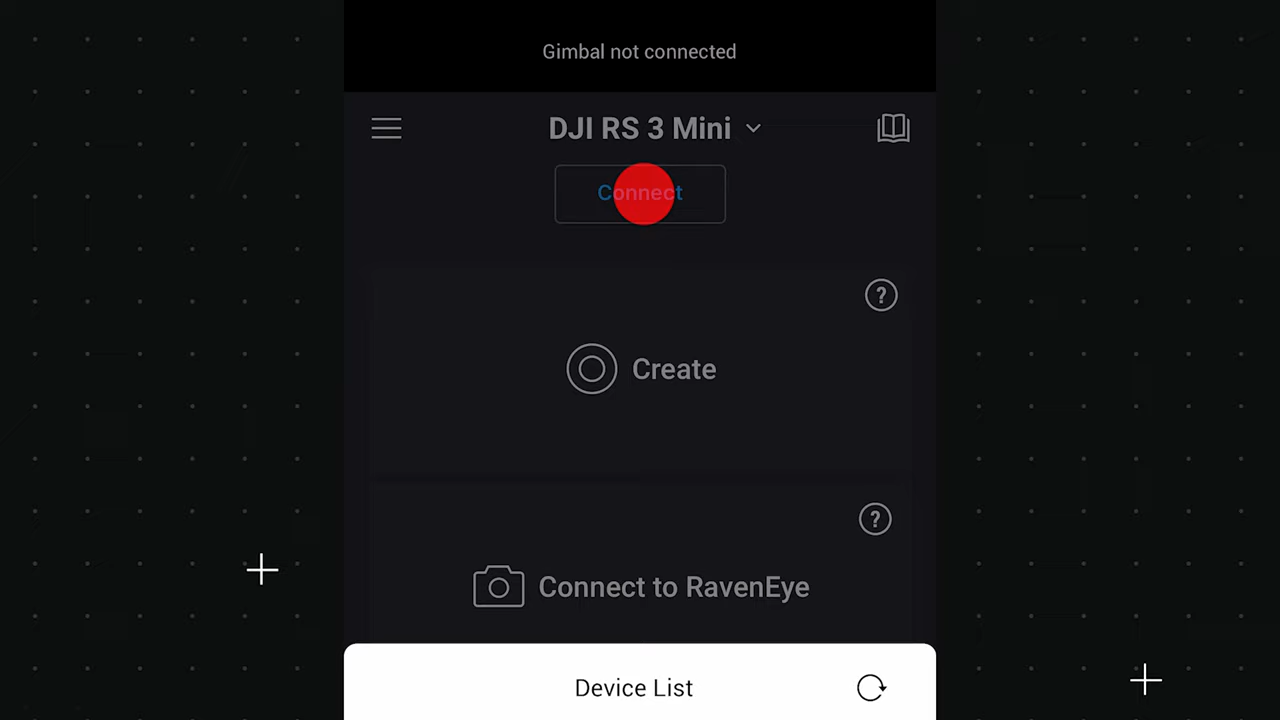 Gimbal not connected
DJI RS 3 Mini
Connect
Create
Connect to RavenEye
Device List